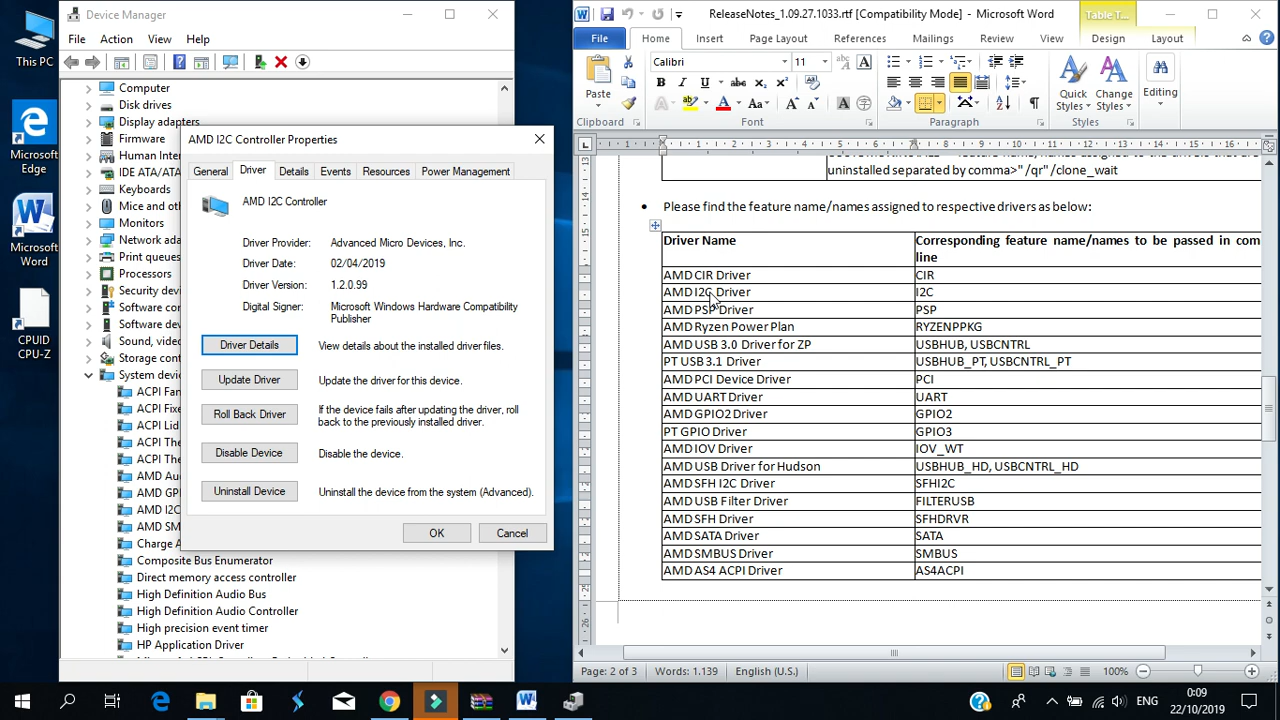 This PC
Microsoft
Edge
Microsoft
Word
CPUID
CPU-Z
Device Manager
File Action View Help
Computer
Disk drives
Display adapters
Firmware
Human Inter
IDE ATA/ATA
Keyboards
Mice and oth
Monitors
Network adap
Print queues
Processors
Security devic
Software com
Software devi
Sound, video
Storage contr
System devic
ACPI Fan
ACPI Fixe
ACPI Lid
ACPI The
ACPI The
AMD Au
AMD GPI
AMD I2C
AMD SM
Charge A
Composite Bus Enumerator
Direct memory access controller
High Definition Audio Bus
High Definition Audio Controller
High precision event timer
HP Application Driver
AMD I2C Controller Properties
General Driver Details Events Resources Power Management
AMD I2C Controller
Driver Provider: Advanced Micro Devices, Inc.
Driver Date: 02/04/2019
Driver Version: 1.2.0.99
Digital Signer: Microsoft Windows Hardware Compatibility
Publisher
Driver Details View details about the installed driver files.
Update Driver Update the driver for this device.
Roll Back Driver If the device fails after updating the driver, roll
back to the previously installed driver.
Disable Device Disable the device.
Uninstall Device Uninstall the device from the system (Advanced).
OK Cancel
ReleaseNotes_1.09.27.1033.rtf [Compatibility Mode] - Microsoft Word
Table T...
File Home Insert Page Layout References Mailings Review View Design Layout
Calibri 11
Paste
Quick
Styles
Change
Styles
Editing
Clipboard Font Paragraph Styles
uninstalled separated by comma>" /qr" /clone_wait
Please find the feature name/names assigned to respective drivers as below:
Driver Name Corresponding feature name/names to be passed in com
line
AMD CIR Driver CIR
AMD I2C Driver I2C
AMD PSP Driver PSP
AMD Ryzen Power Plan RYZENPPKG
AMD USB 3.0 Driver for ZP USBHUB, USBCNTRL
PT USB 3.1 Driver USBHUB_PT, USBCNTRL_PT
AMD PCI Device Driver PCI
AMD UART Driver UART
AMD GPIO2 Driver GPIO2
PT GPIO Driver GPIO3
AMD IOV Driver IOV_WT
AMD USB Driver for Hudson USBHUB_HD, USBCNTRL_HD
AMD SFH I2C Driver SFHI2C
AMD USB Filter Driver FILTERUSB
AMD SFH Driver SFHDRVR
AMD SATA Driver SATA
AMD SMBUS Driver SMBUS
AMD AS4 ACPI Driver AS4ACPI
Page: 2 of 3 Words: 1.139 English (U.S.) 100%
ENG
0:09
22/10/2019